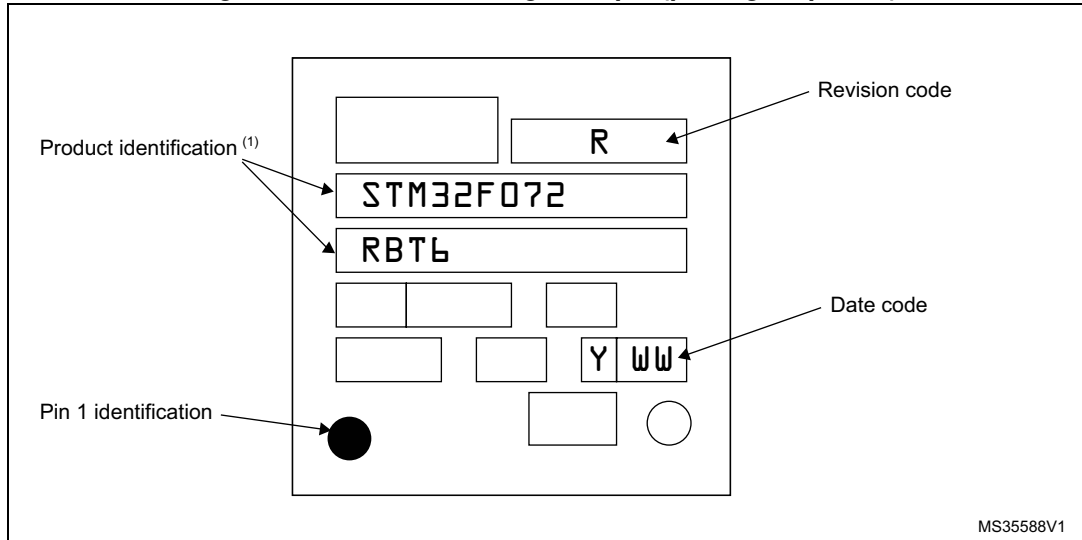 Revision code
R
Product identification (1)
STM32F072
RBT6
Date code
Y WW
Pin 1 identification
MS35588V1